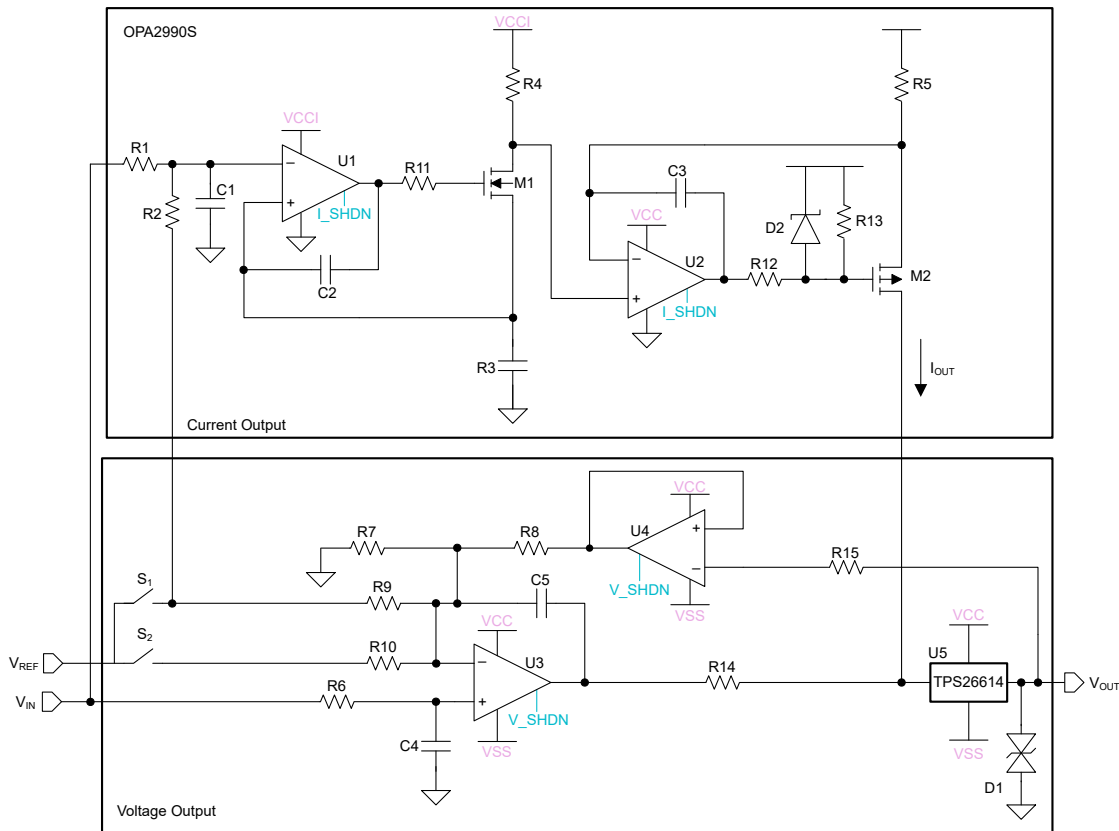 OPA2990S
VCCI
R4
R5
VCCI
R1
U1
R11
M1
C3
I_SHDN
C1
R2
VCC
D2
R13
U2
R12
M2
C2
I_SHDN
R3
IOUT
Current Output
VCC
U4
R7
R8
R15
C5
V_SHDN
S1
R9
VSS
VCC
VCC
S2
R10
VREF
U3
U5
R14
TPS26614
VOUT
VIN
R6
V_SHDN
C4
VSS
VSS
D1
Voltage Output